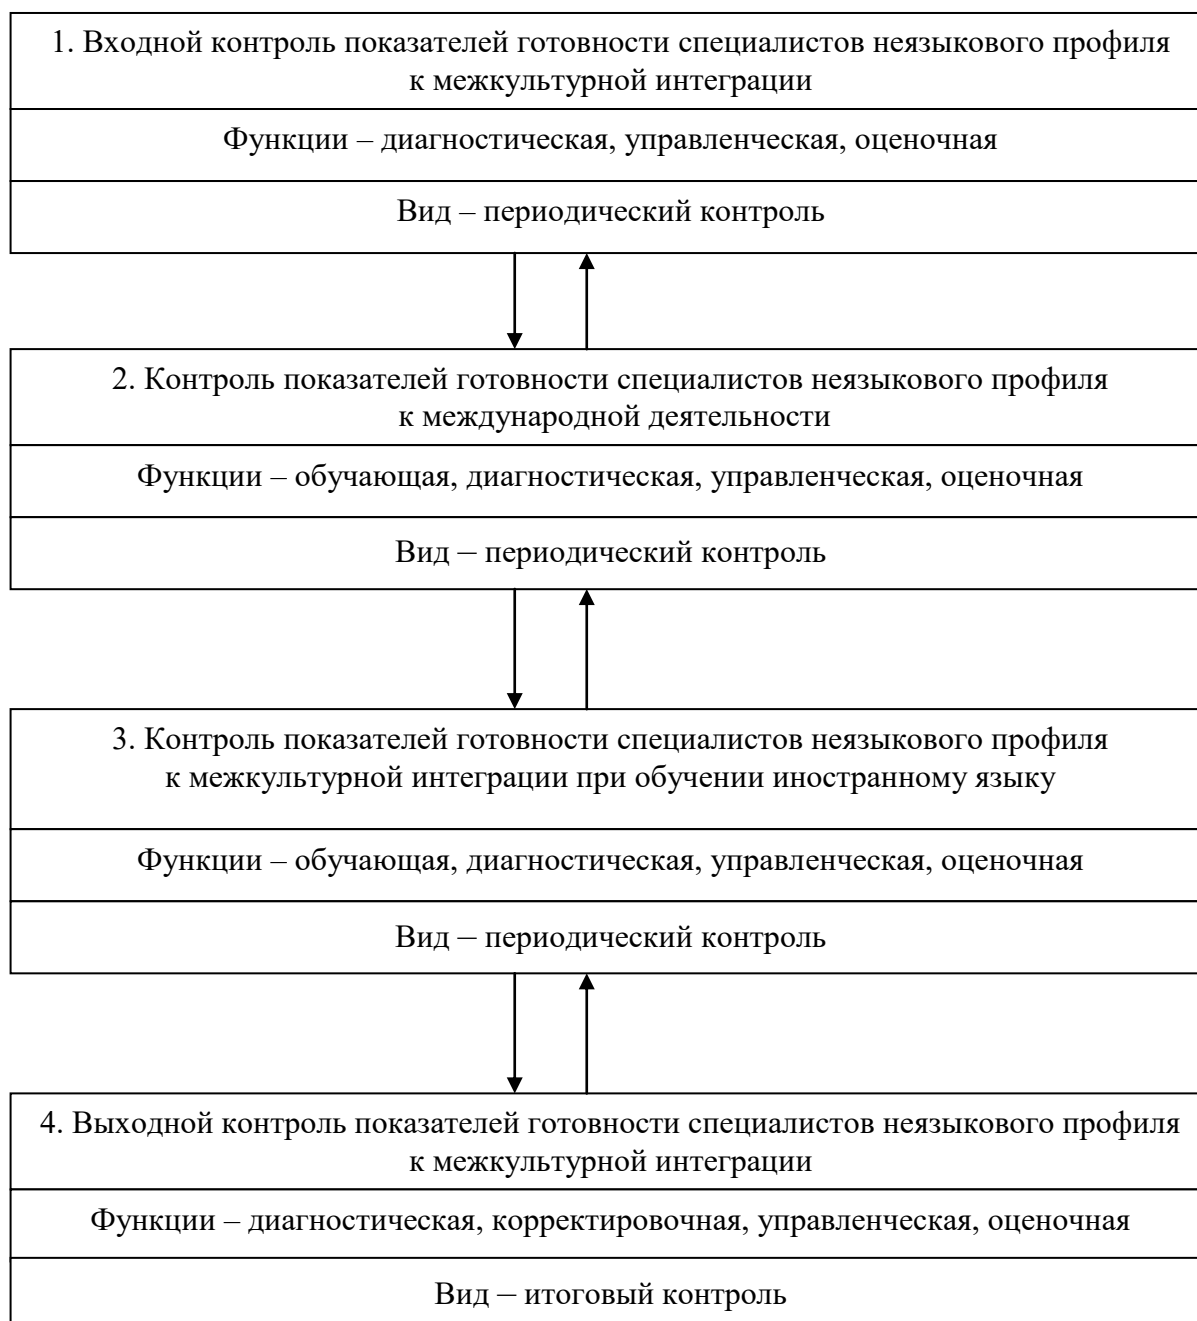 1. Входной контроль показателей готовности специалистов неязыкового профиля
к межкультурной интеграции
Функции – диагностическая, управленческая, оценочная
Вид – периодический контроль
2. Контроль показателей готовности специалистов неязыкового профиля
к международной деятельности
Функции – обучающая, диагностическая, управленческая, оценочная
Вид – периодический контроль
3. Контроль показателей готовности специалистов неязыкового профиля
к межкультурной интеграции при обучении иностранному языку
Функции – обучающая, диагностическая, управленческая, оценочная
Вид – периодический контроль
4. Выходной контроль показателей готовности специалистов неязыкового профиля
к межкультурной интеграции
Функции – диагностическая, корректировочная, управленческая, оценочная
Вид – итоговый контроль